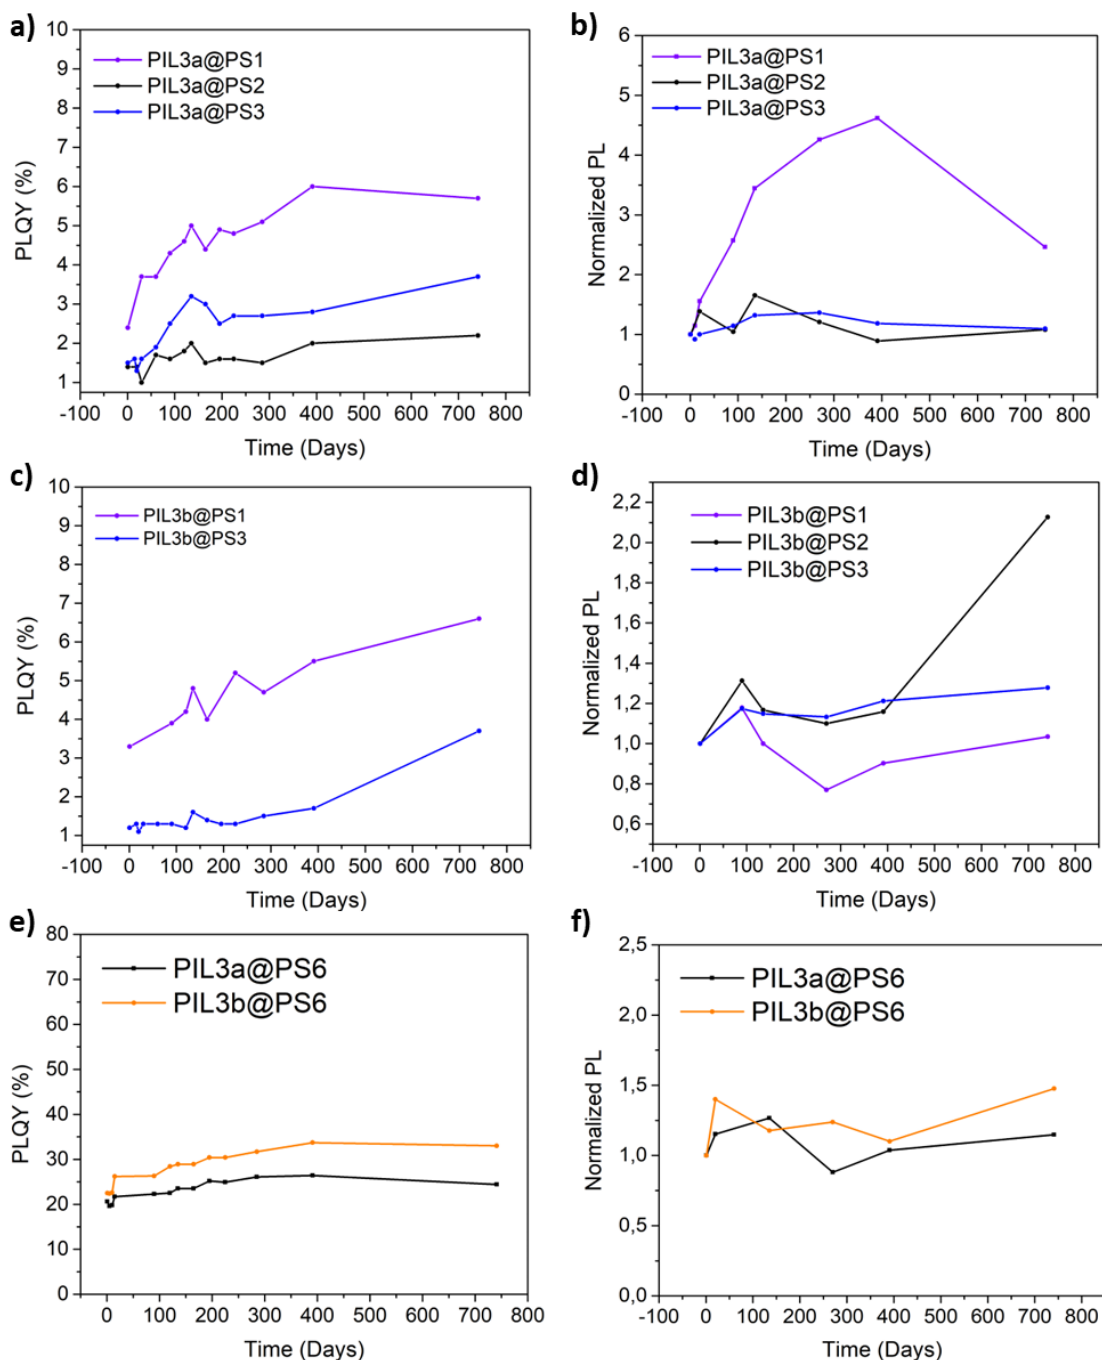 a)
10
9
8
7
6
5
4
3
2
1
PLQY (%)
PIL3a@PS1
PIL3a@PS2
PIL3a@PS3
-100 0 100 200 300 400 500 600 700 800
Time (Days)
b)
6
5
4
3
2
1
0
Normalized PL
PIL3a@PS1
PIL3a@PS2
PIL3a@PS3
-100 0 100 200 300 400 500 600 700 800
Time (Days)
c)
10
9
8
7
6
5
4
3
2
1
PLQY (%)
PIL3b@PS1
PIL3b@PS3
-100 0 100 200 300 400 500 600 700 800
Time (Days)
d)
2,2
2,0
1,8
1,6
1,4
1,2
1,0
0,8
0,6
Normalized PL
PIL3b@PS1
PIL3b@PS2
PIL3b@PS3
-100 0 100 200 300 400 500 600 700 800
Time (Days)
e)
80
70
60
50
40
30
20
10
0
PLQY (%)
PIL3a@PS6
PIL3b@PS6
0 100 200 300 400 500 600 700 800
Time (Days)
f)
2,5
2,0
1,5
1,0
0,5
0,0
Normalized PL
PIL3a@PS6
PIL3b@PS6
-100 0 100 200 300 400 500 600 700 800
Time (Days)